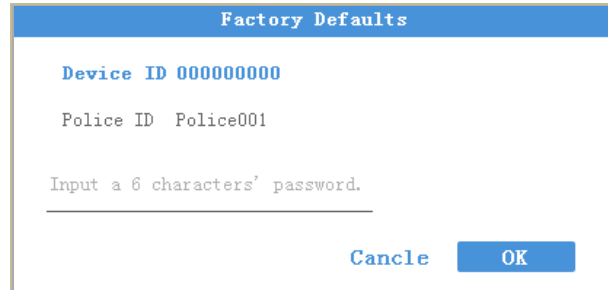 Factory Defaults
Device ID 000000000
Police ID Police001
Input a 6 characters' password.
Cancle OK